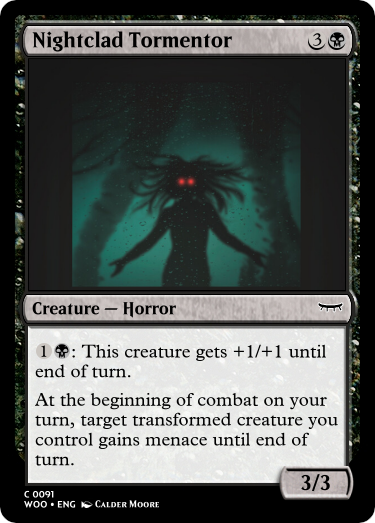 Nightclad Tormentor 3
Creature — Horror
1 : This creature gets +1/+1 until
end of turn.
At the beginning of combat on your
turn, target transformed creature you
control gains menace until end of
turn.
3/3
C 0091
WOO • ENG Calder Moore